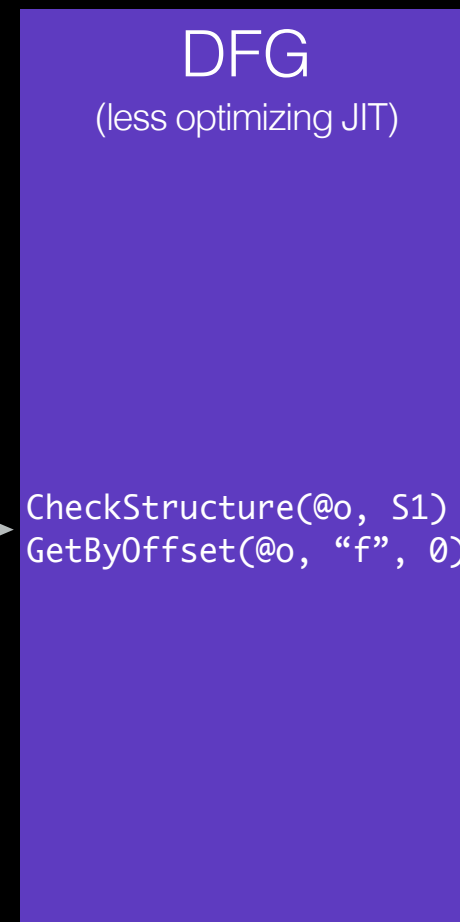 DFG
(less optimizing JIT)
CheckStructure(@o, S1)
GetByOffset(@o, “f”, 0)